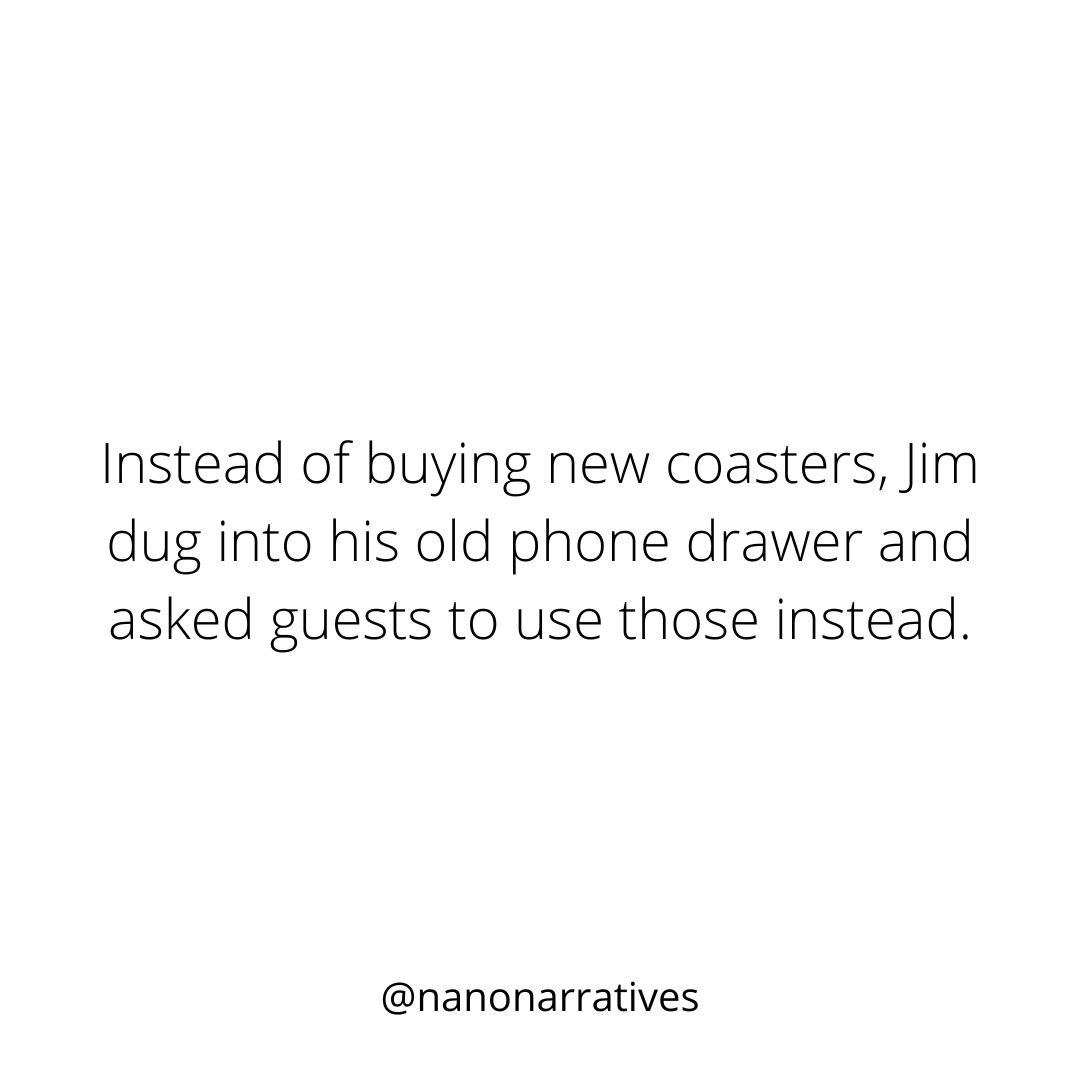 Instead of buying new coasters, Jim
dug into his old phone drawer and
asked guests to use those instead.
@nanonarratives